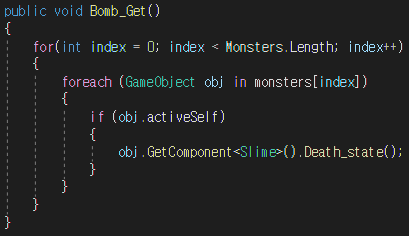 public void Bomb_Get()
{
for(int index = 0; index < Monsters.Length; index++)
{
foreach (GameObject obj in monsters[index])
{
if (obj.activeSelf)
{
obj.GetComponent<Slime>().Death_state();
}
}
}
}